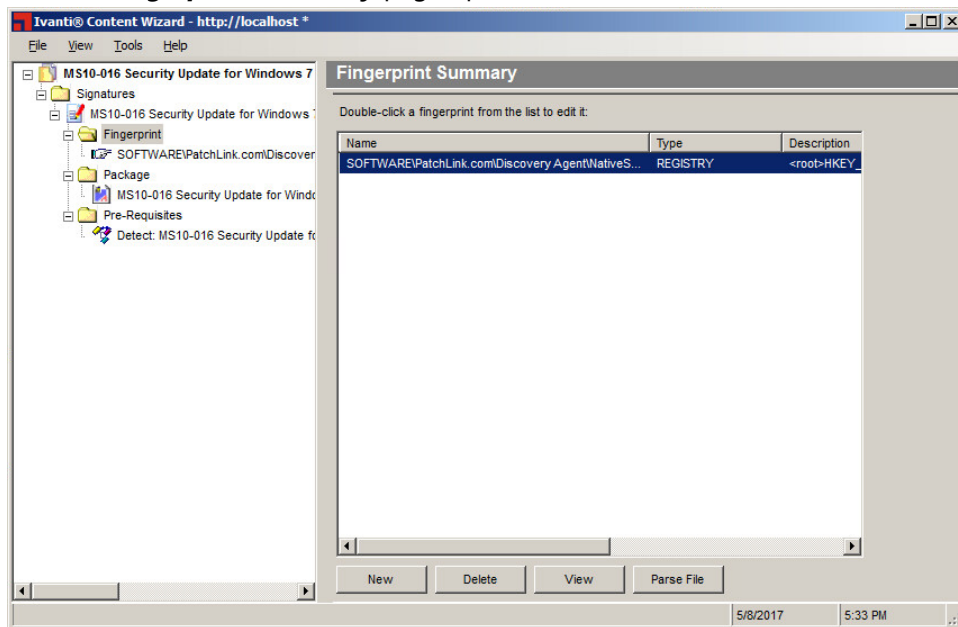 Ivanti® Content Wizard - http://localhost *
File View Tools Help
MS10-016 Security Update for Windows 7
Signatures
MS10-016 Security Update for Windows
Fingerprint
SOFTWARE\PatchLink.com\Discover
Package
MS10-016 Security Update for Windo
Pre-Requisites
Detect: MS10-016 Security Update fo
Fingerprint Summary
Double-click a fingerprint from the list to edit it:
Name Type Description
SOFTWARE\PatchLink.com\Discovery Agent\NativeS... REGISTRY <root>HKEY_
New Delete View Parse File
5/8/2017 5:33 PM